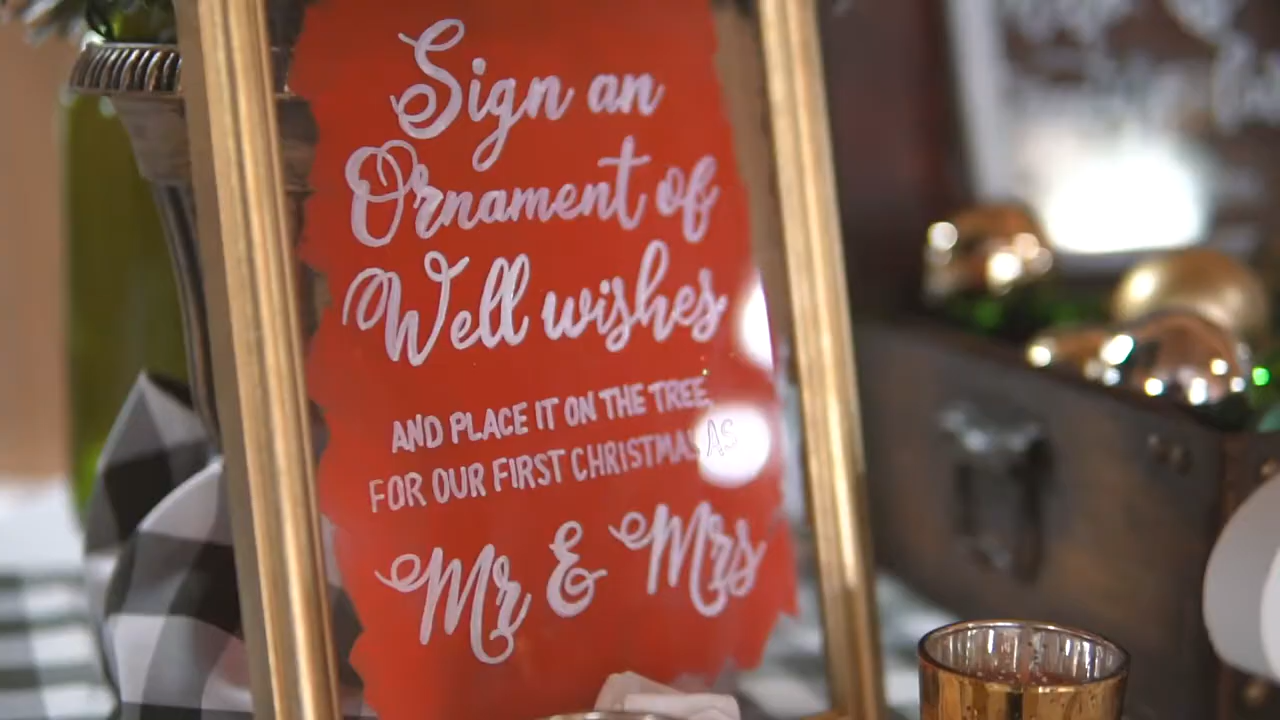 Sign an
Ornament of
Well wishes
AND PLACE IT ON THE TREE
FOR OUR FIRST CHRISTMAS AS
Mr & Mrs